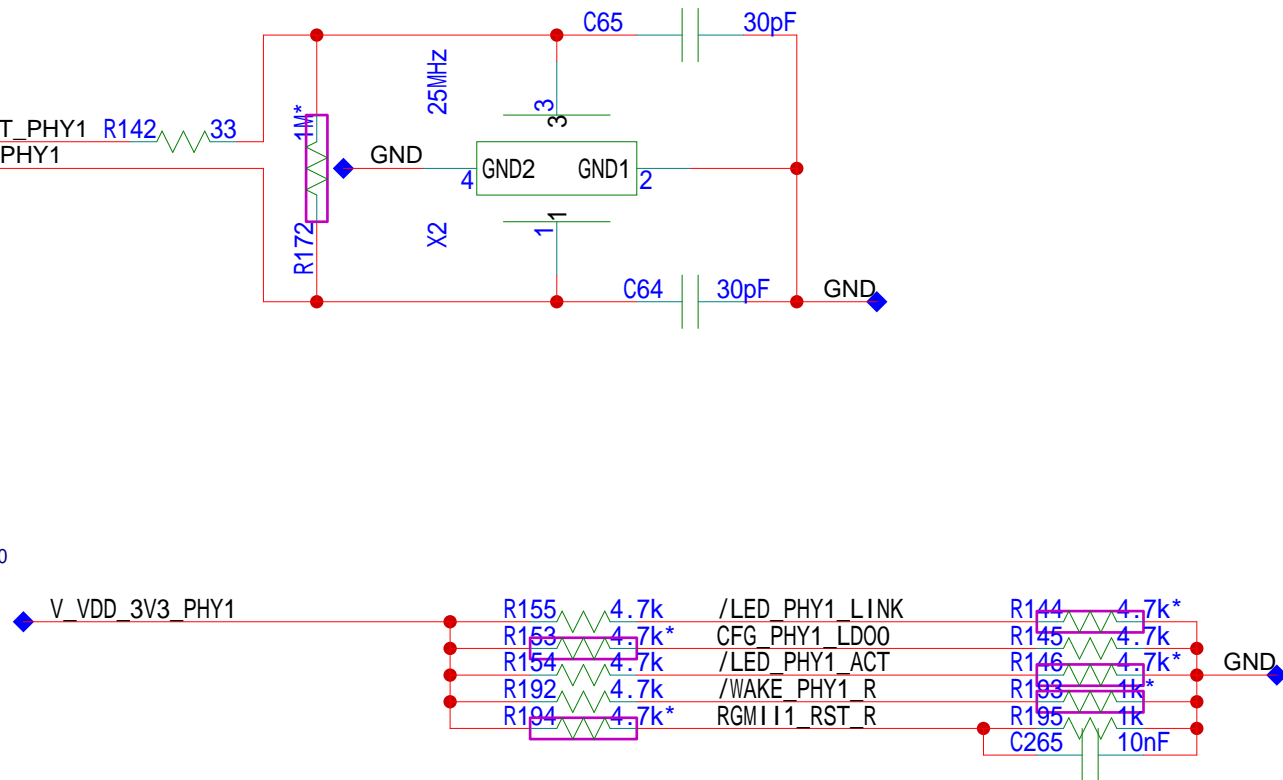 C65 30pF
25MHz
3
3
T_PHY1 R142 33
1M*
PHY1
GND
4 GND2 GND1 2
1
1
X2
R172
C64 30pF GND
0
V_VDD_3V3_PHY1
R155 4.7k /LED_PHY1_LINK R144 4.7k*
R153 4.7k* CFG_PHY1_LDO0 R145 4.7k
R154 4.7k /LED_PHY1_ACT R146 4.7k* GND
R192 4.7k /WAKE_PHY1_R R193 1k*
R194 4.7k* RGMII1_RST_R R195 1k
C265 10nF